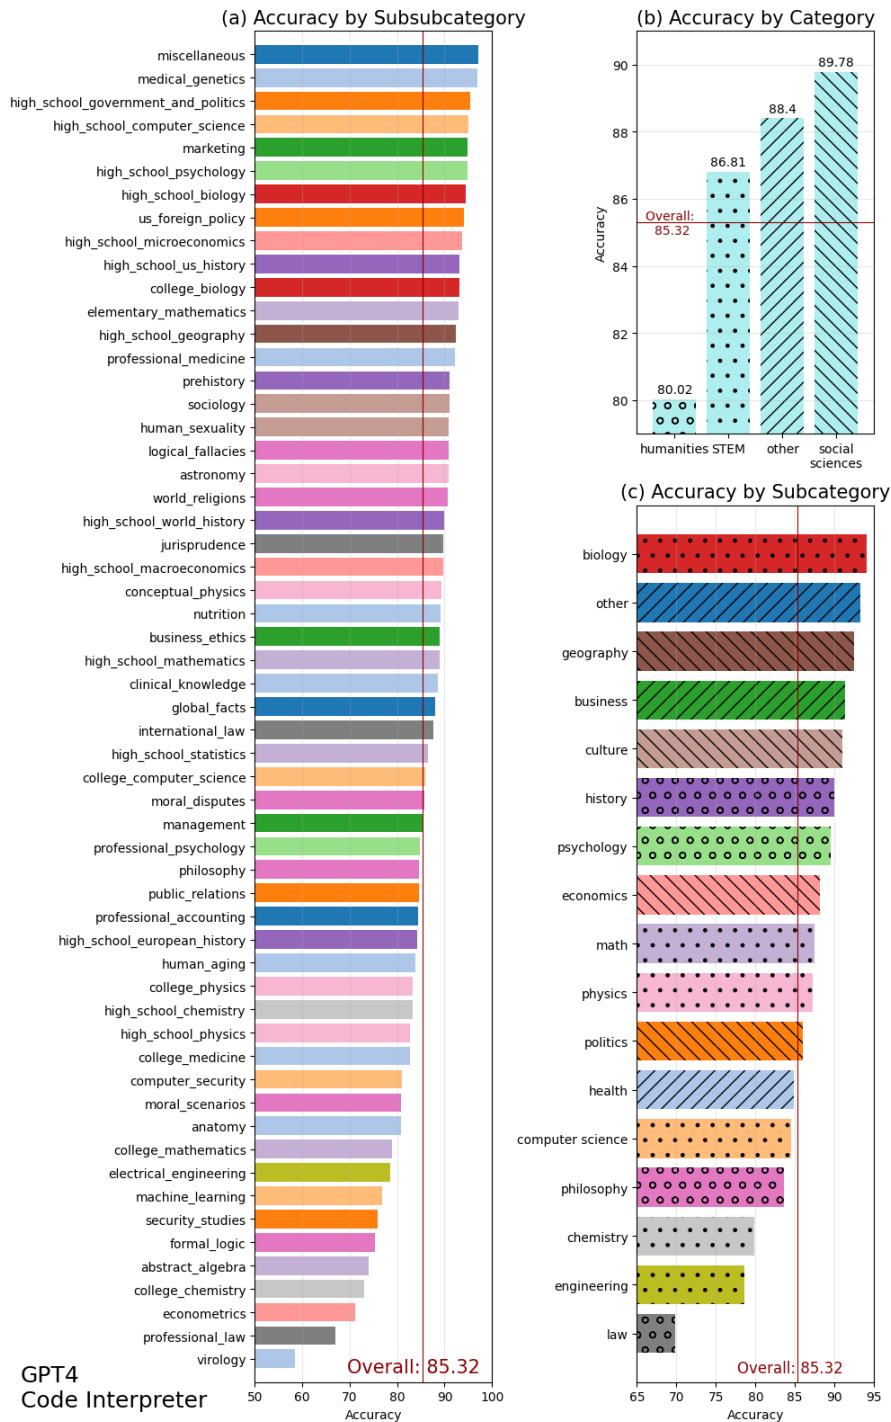 (a) Accuracy by Subsubcategory
miscellaneous
medical_genetics
high_school_government_and_politics
high_school_computer_science
marketing
high_school_psychology
high_school_biology
us_foreign_policy
high_school_microeconomics
high_school_us_history
college_biology
elementary_mathematics
high_school_geography
professional_medicine
prehistory
sociology
human_sexuality
logical_fallacies
astronomy
world_religions
high_school_world_history
jurisprudence
high_school_macroeconomics
conceptual_physics
nutrition
business_ethics
high_school_mathematics
clinical_knowledge
global_facts
international_law
high_school_statistics
college_computer_science
moral_disputes
management
professional_psychology
philosophy
public_relations
professional_accounting
high_school_european_history
human_aging
college_physics
high_school_chemistry
high_school_physics
college_medicine
computer_security
moral_scenarios
anatomy
college_mathematics
electrical_engineering
machine_learning
security_studies
formal_logic
abstract_algebra
college_chemistry
econometrics
professional_law
virology
Overall: 85.32
50 60 70 80 90 100
Accuracy
GPT4
Code Interpreter
(b) Accuracy by Category
Accuracy
90
88
86
84
82
80
Overall:
85.32
80.02
86.81
88.4
89.78
humanities STEM other social
sciences
(c) Accuracy by Subcategory
biology
other
geography
business
culture
history
psychology
economics
math
physics
politics
health
computer science
philosophy
chemistry
engineering
law
Overall: 85.32
65 70 75 80 85 90 95
Accuracy